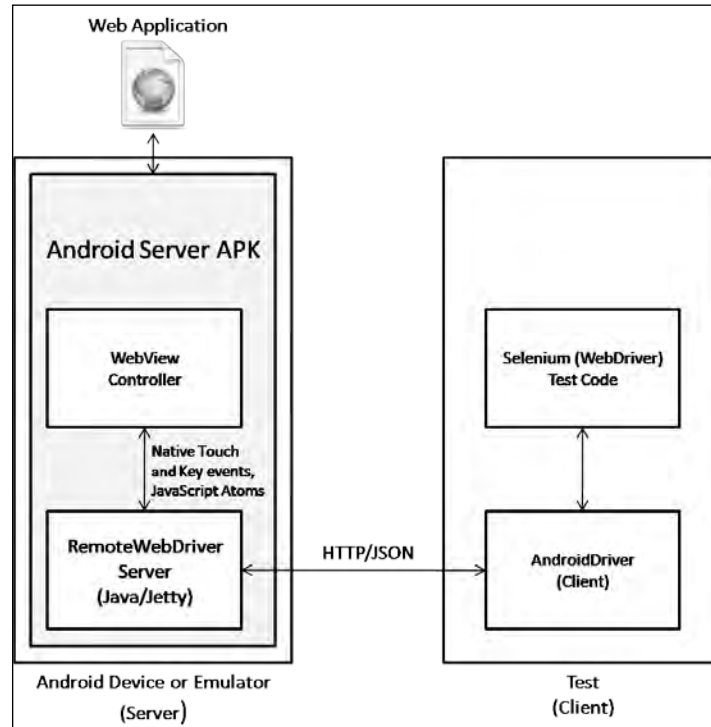 Web Application
Android Server APK
WebView
Controller
Native Touch
and Key events,
JavaScript Atoms
RemoteWebDriver
Server
(Java/Jetty)
HTTP/JSON
Selenium (WebDriver)
Test Code
AndroidDriver
(Client)
Android Device or Emulator
(Server)
Test
(Client)